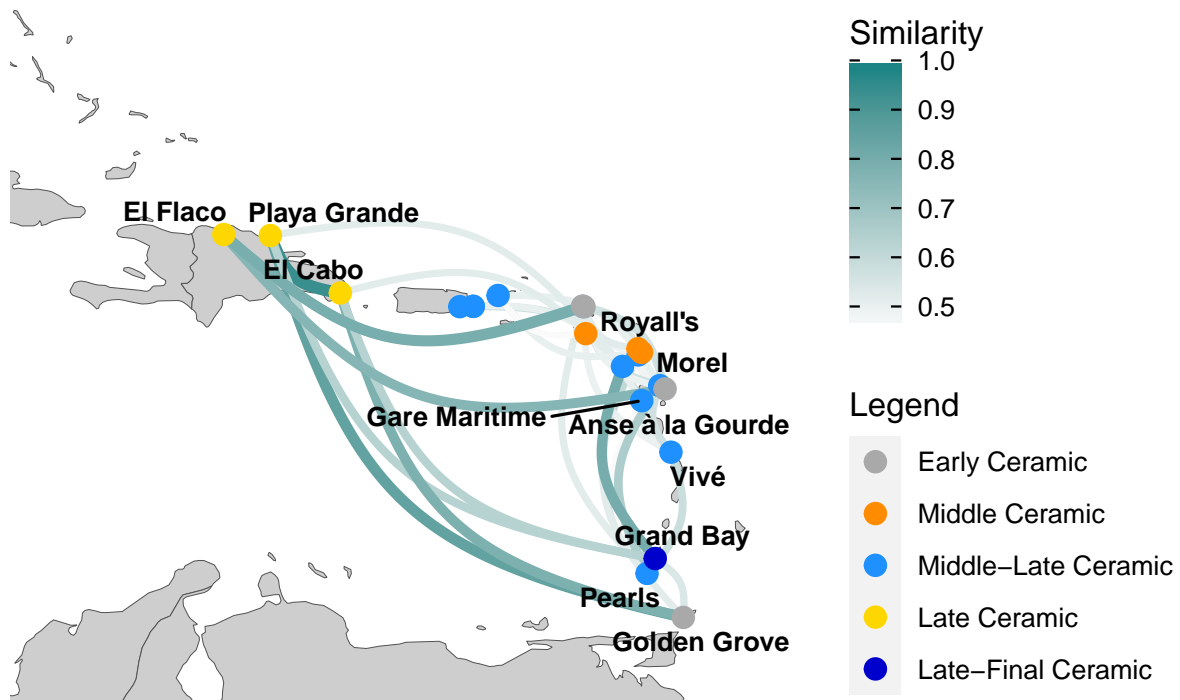 Similarity
1.0
0.9
0.8
0.7
0.6
0.5
El Flaco
Playa Grande
El Cabo
Royall's
Morel
Gare Maritime
Anse à la Gourde
Vivé
Grand Bay
Pearls
Golden Grove
Legend
Early Ceramic
Middle Ceramic
Middle−Late Ceramic
Late Ceramic
Late−Final Ceramic